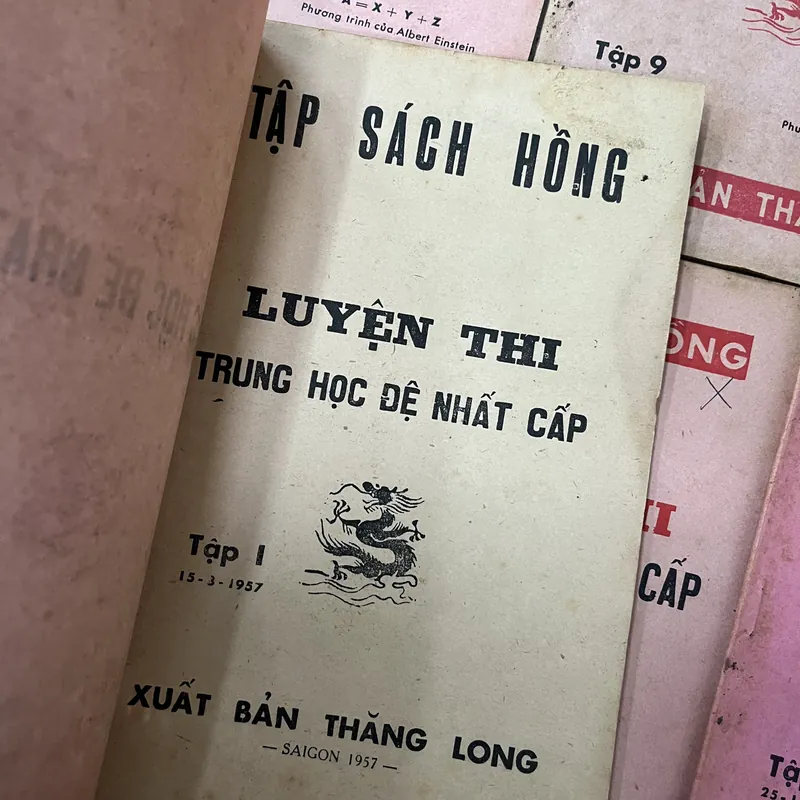 A = X + Y + Z
Phương trình của Albert Einstein
Tập 9
TẬP SÁCH HỒNG
LUYỆN THI
TRUNG HỌC ĐỆ NHẤT CẤP
Tập I
15-3-1957
XUẤT BẢN THĂNG LONG
— SAIGON 1957 —
ẢN THĂ
ỒNG
CẤP